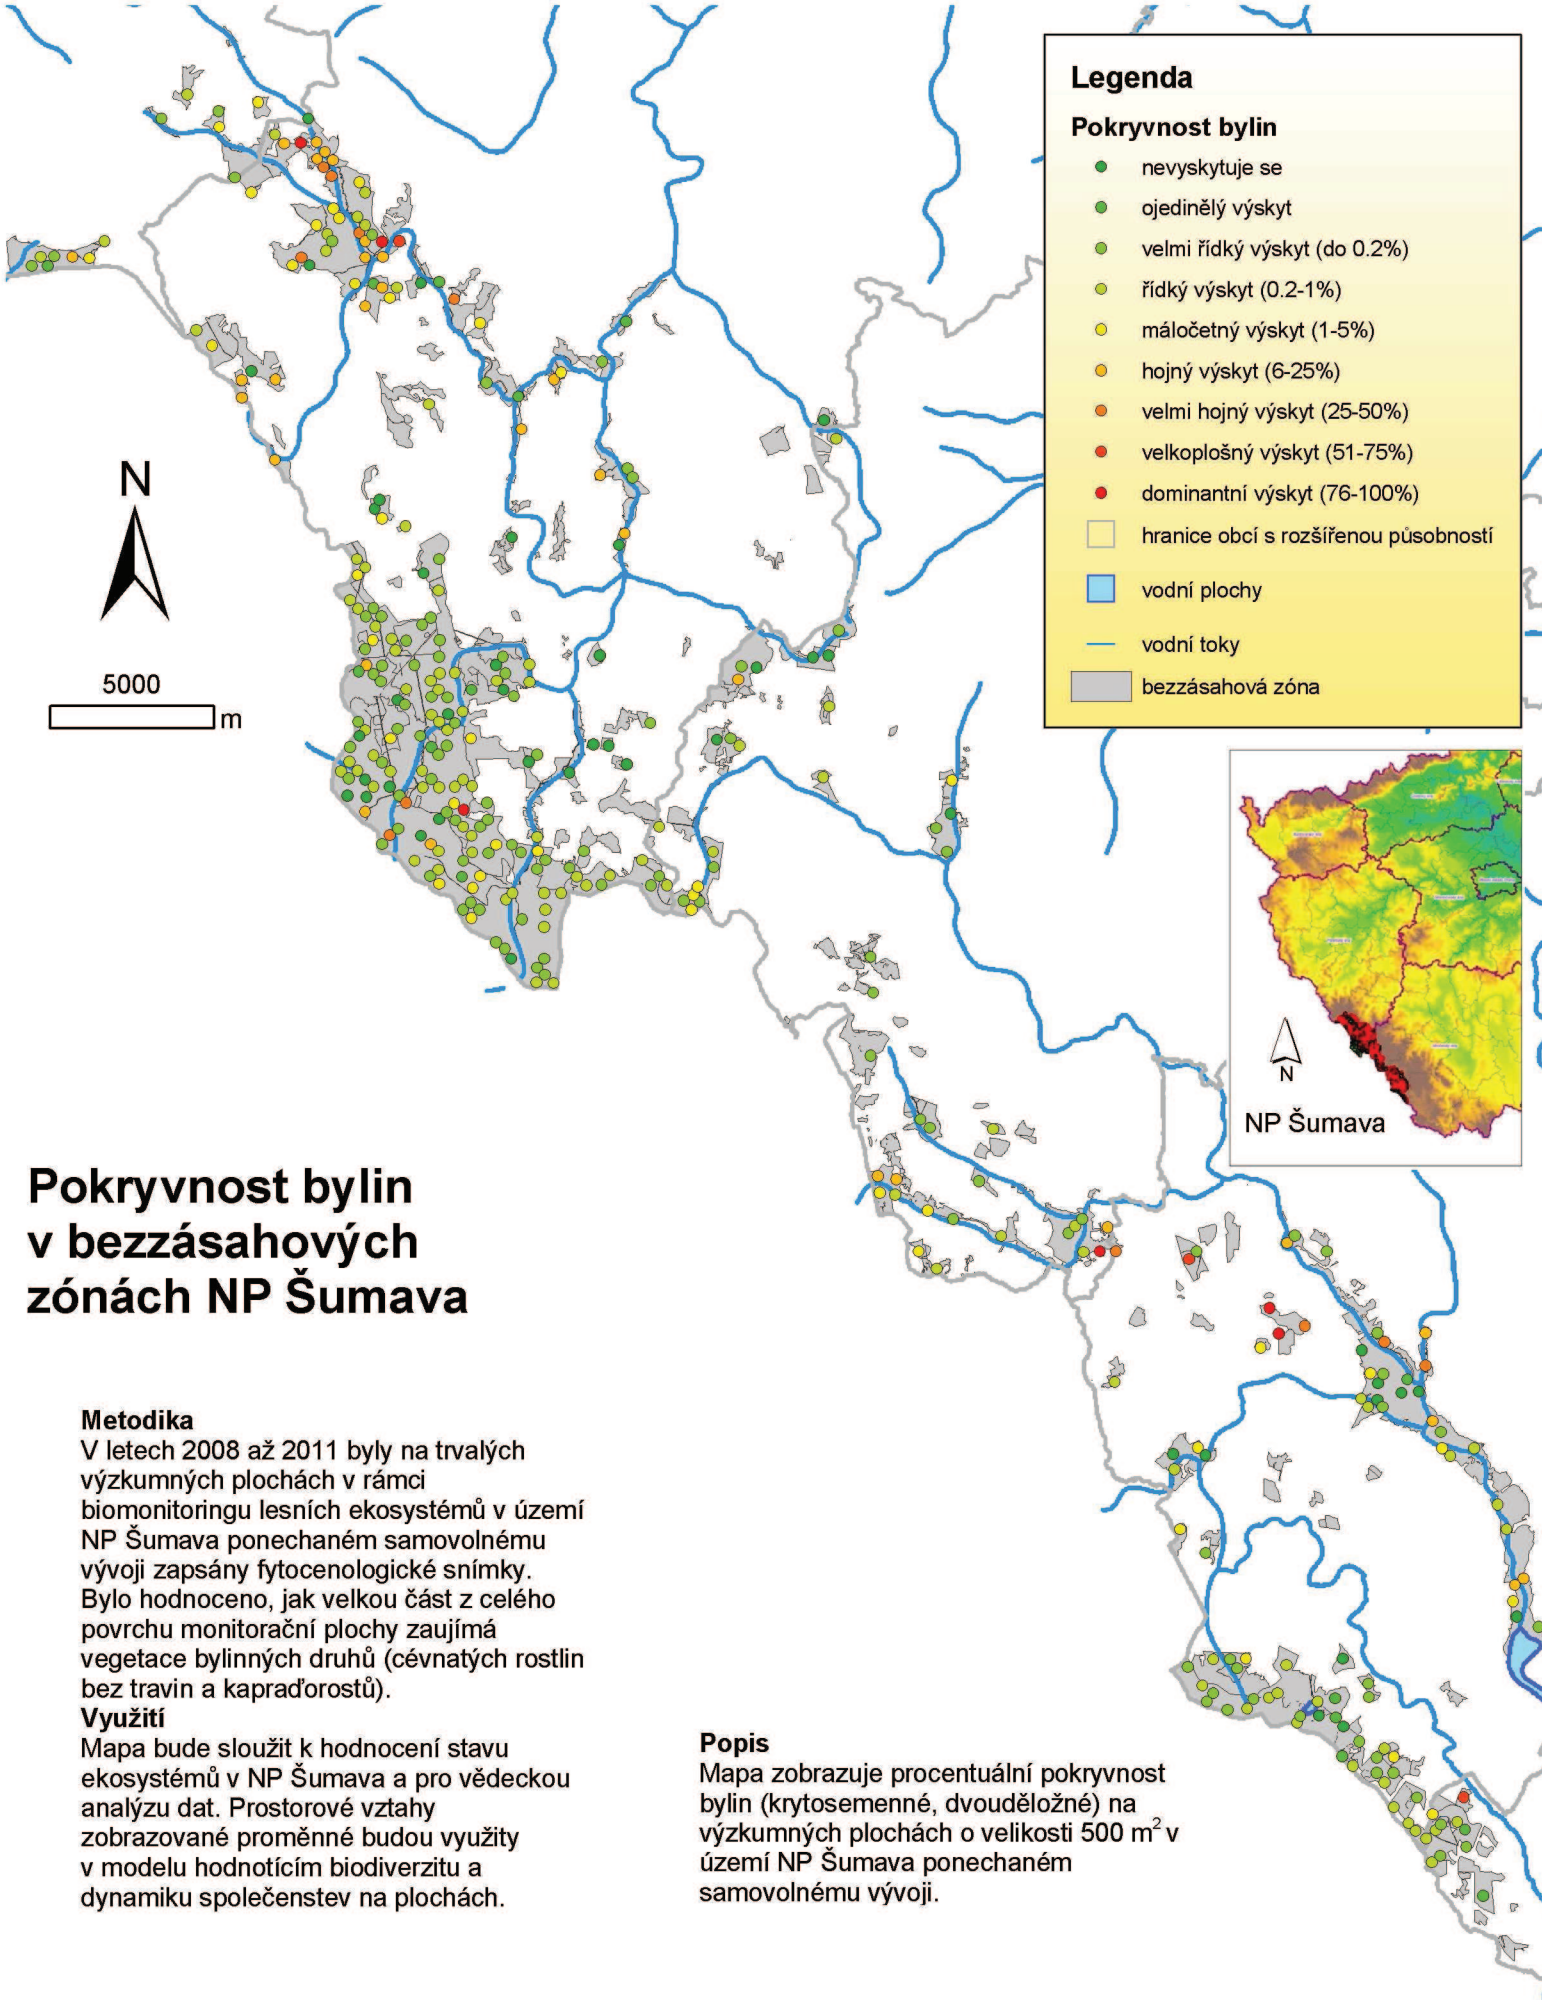 Legenda
Pokryvnost bylin
nevyskytuje se
ojedinělý výskyt
velmi řídký výskyt (do 0.2%)
řídký výskyt (0.2-1%)
máločetný výskyt (1-5%)
hojný výskyt (6-25%)
velmi hojný výskyt (25-50%)
velkoplošný výskyt (51-75%)
dominantní výskyt (76-100%)
hranice obcí s rozšířenou působností
vodní plochy
vodní toky
bezzásahová zóna
N
5000
m
N
NP Šumava
Pokryvnost bylin
v bezzásahových
zónách NP Šumava
Metodika
V letech 2008 až 2011 byly na trvalých
výzkumných plochách v rámci
biomonitoringu lesních ekosystémů v území
NP Šumava ponechaném samovolnému
vývoji zapsány fytocenologické snímky.
Bylo hodnoceno, jak velkou část z celého
povrchu monitorační plochy zaujímá
vegetace bylinných druhů (cévnatých rostlin
bez travin a kapraďorostů).
Využití
Mapa bude sloužit k hodnocení stavu
ekosystémů v NP Šumava a pro vědeckou
analýzu dat. Prostorové vztahy
zobrazované proměnné budou využity
v modelu hodnotícím biodiverzitu a
dynamiku společenstev na plochách.
Popis
Mapa zobrazuje procentuální pokryvnost
bylin (krytosemenné, dvouděložné) na
výzkumných plochách o velikosti 500 m² v
území NP Šumava ponechaném
samovolnému vývoji.